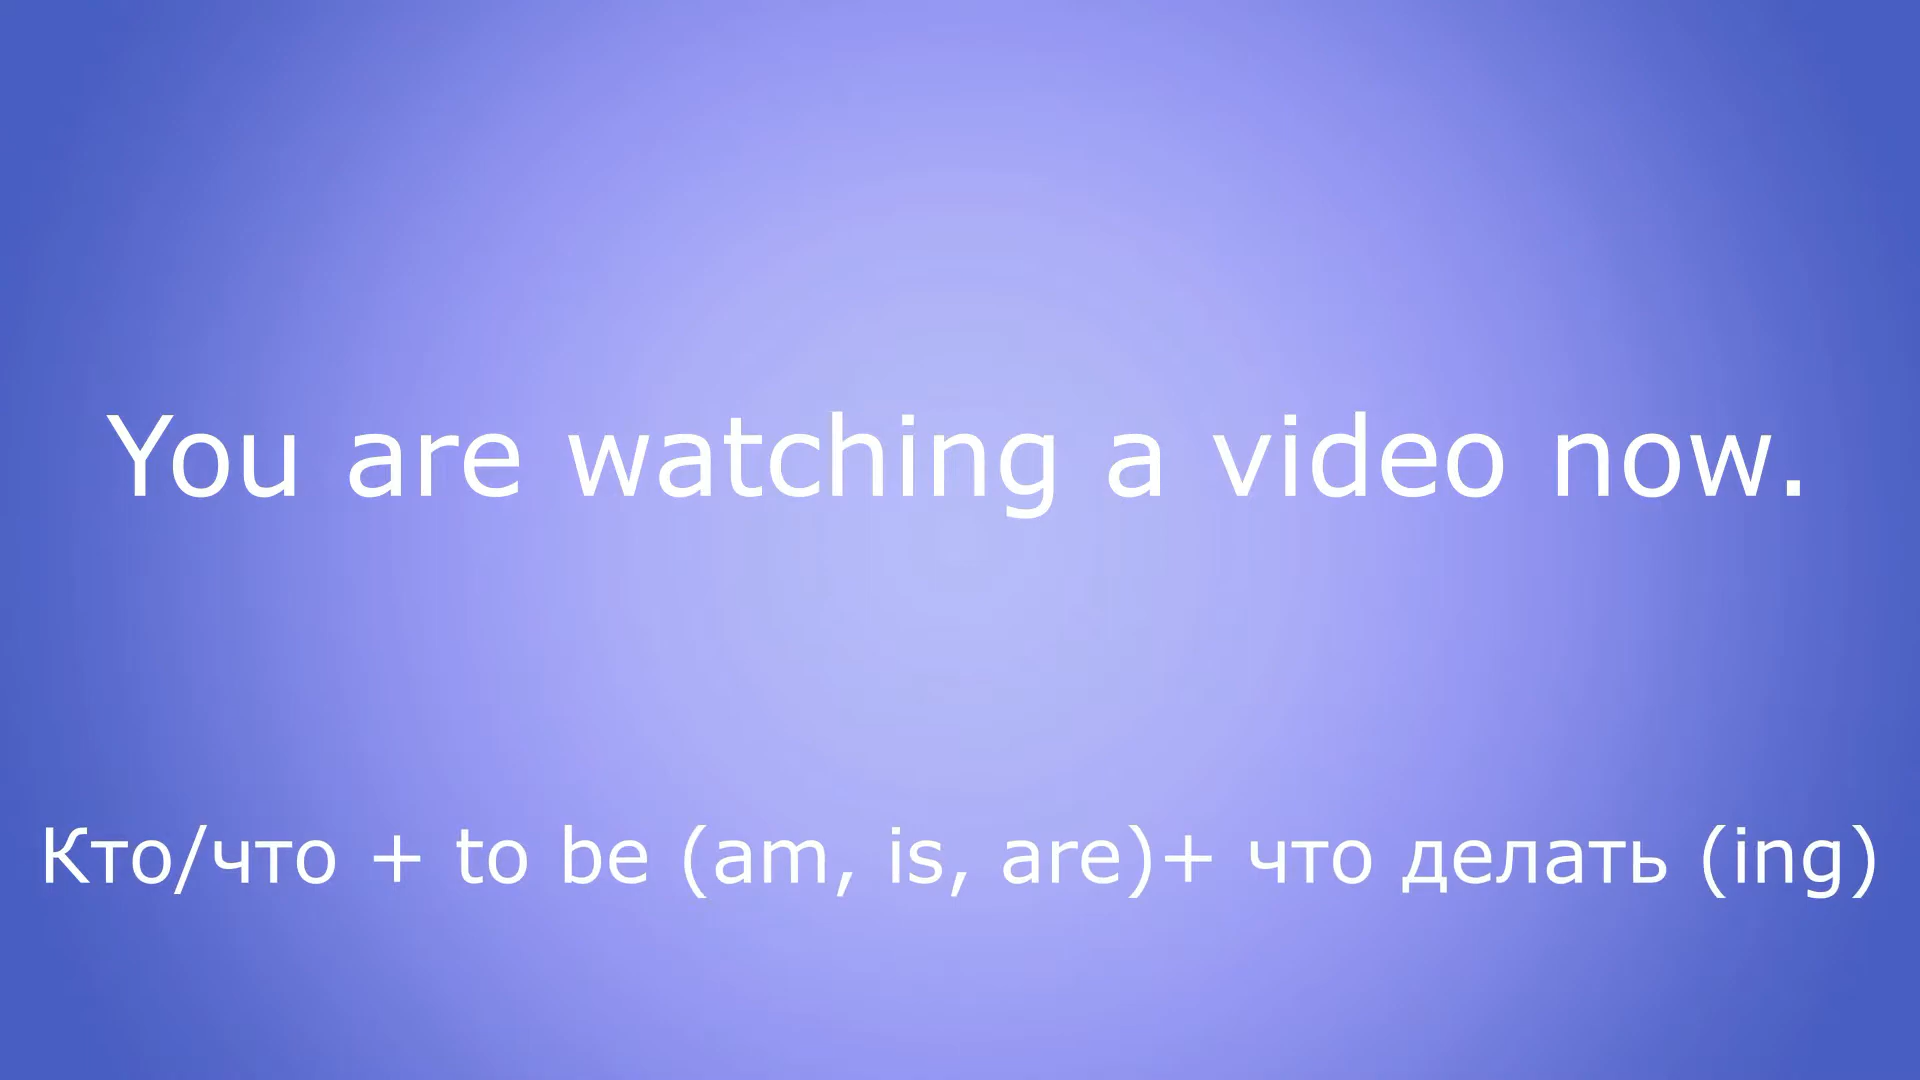 You are watching a video now.
Кто/что + to be (am, is, are)+ что делать (ing)